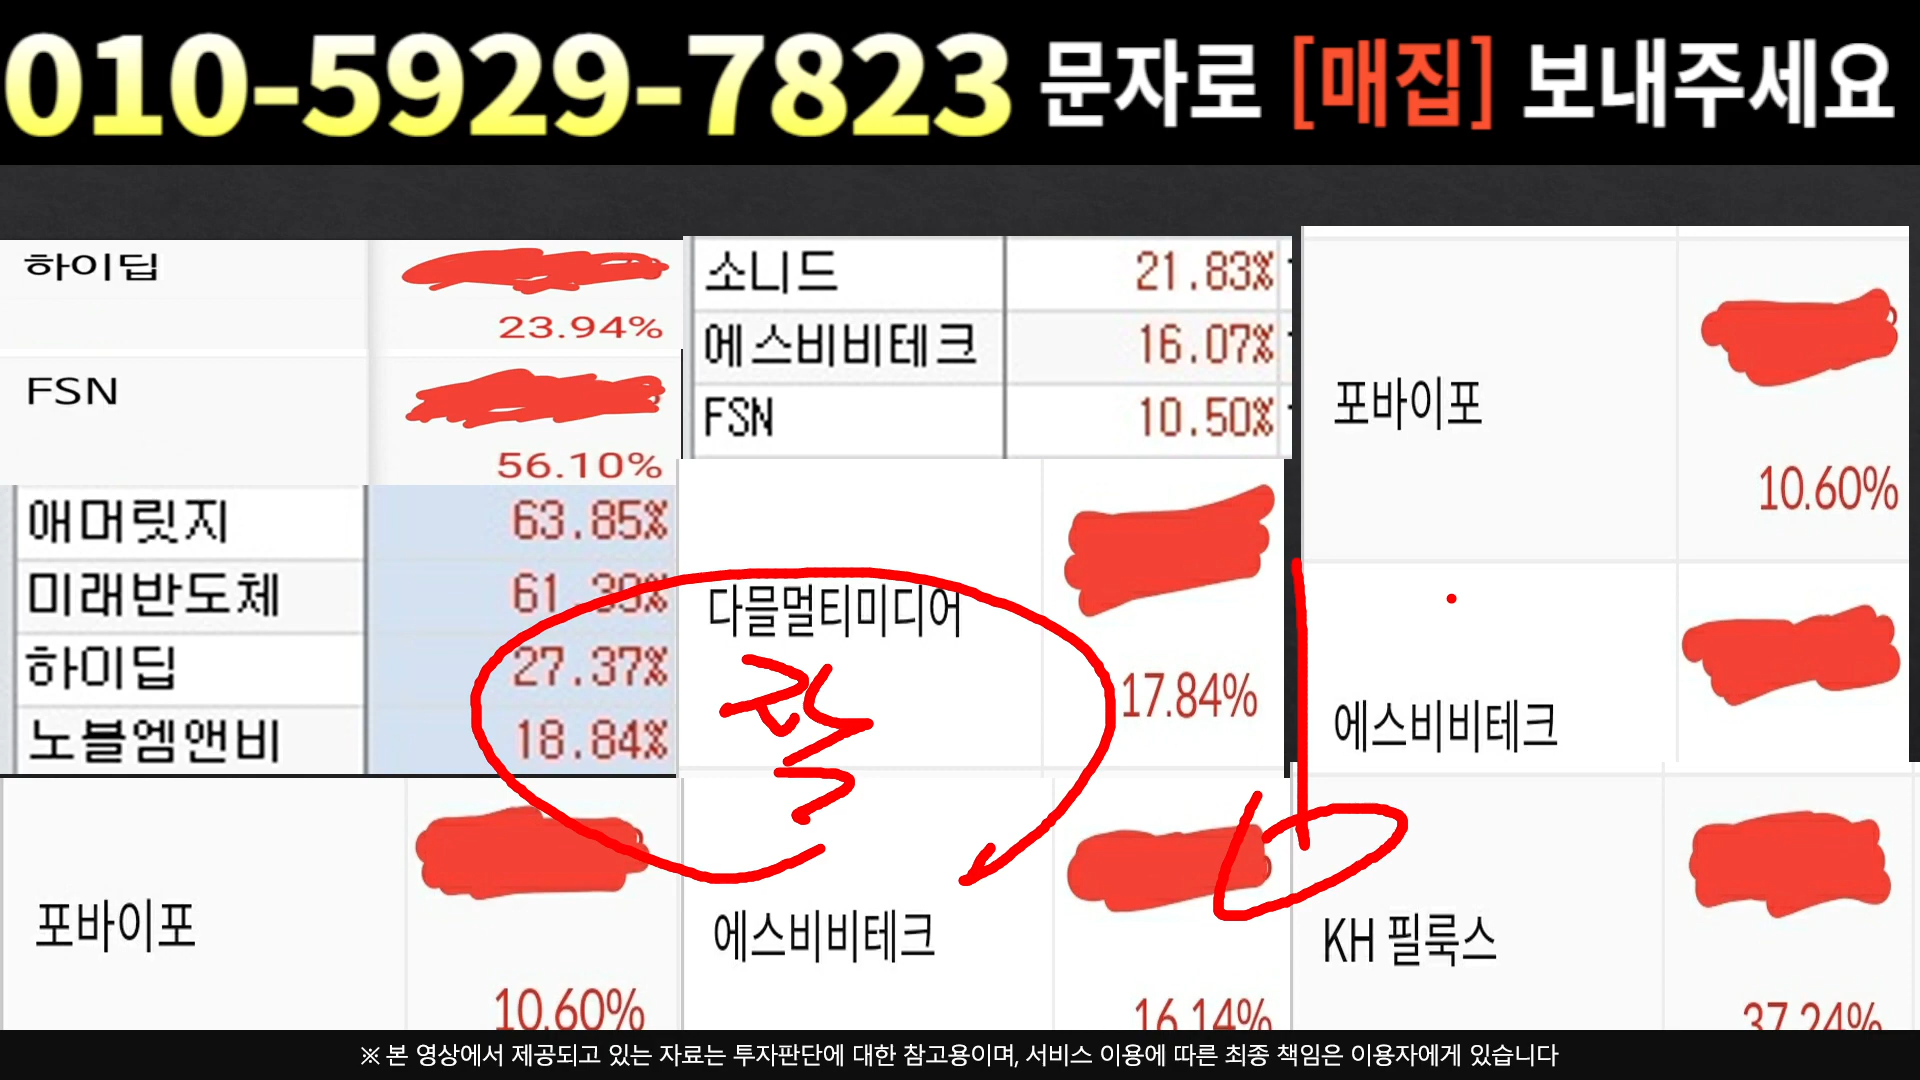 010-5929-7823 문자로 [매집] 보내주세요
하이딥
23.94%
FSN
56.10%
애머릿지 63.85%
미래반도체 61.39%
하이딥 27.37%
노블엠앤비 18.84%
포바이포
10.60%
소니드 21.83%
에스비비테크 16.07%
FSN 10.50%
다믈멀티미디어
17.84%
에스비비테크
16.14%
포바이포
10.60%
에스비비테크
KH 필룩스
37.24%
※ 본 영상에서 제공되고 있는 자료는 투자판단에 대한 참고용이며, 서비스 이용에 따른 최종 책임은 이용자에게 있습니다